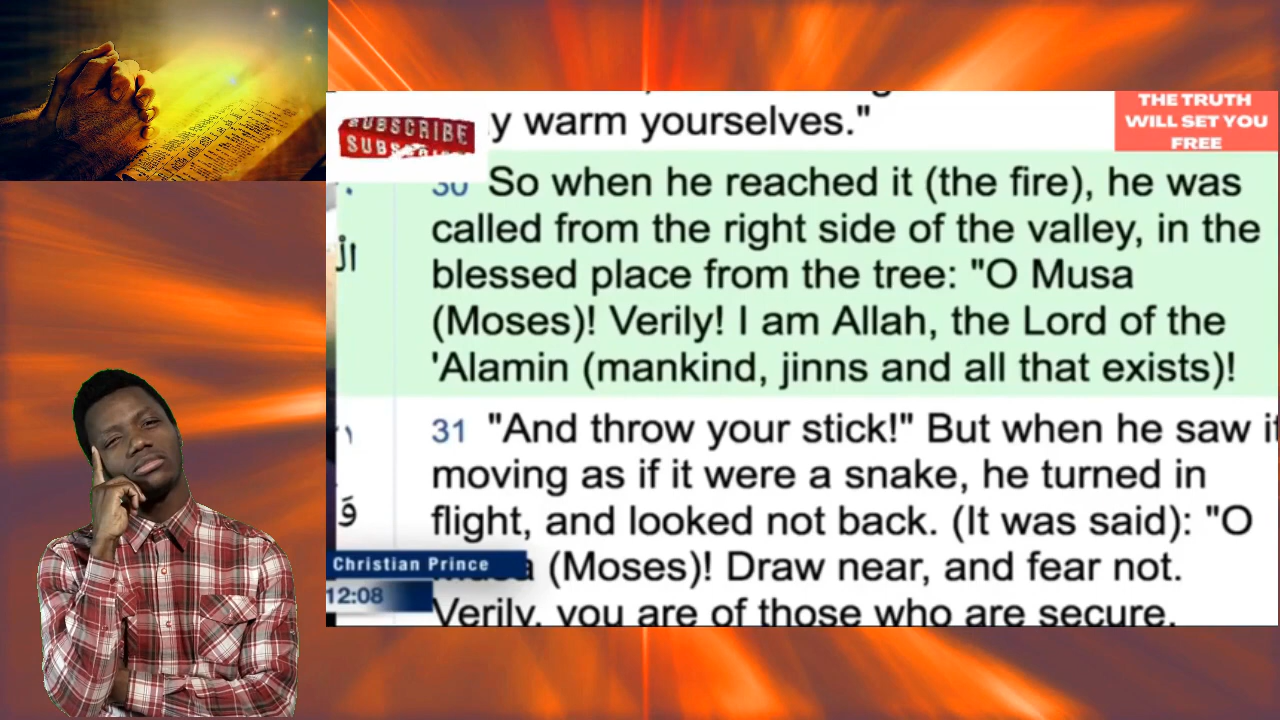 y warm yourselves."
THE TRUTH
WILL SET YOU
FREE
SUBSCRIBE
30 So when he reached it (the fire), he was
called from the right side of the valley, in the
blessed place from the tree: "O Musa
(Moses)! Verily! I am Allah, the Lord of the
'Alamin (mankind, jinns and all that exists)!
31 "And throw your stick!" But when he saw it
moving as if it were a snake, he turned in
flight, and looked not back. (It was said): "O
(Moses)! Draw near, and fear not.
Verily, you are of those who are secure.
Christian Prince
12:08